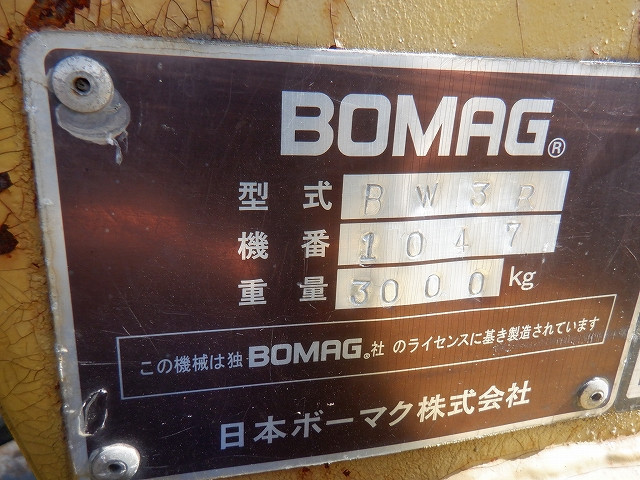 BOMAG®
型式 BW3R
機番 1047
重量 3000 kg
この機械は独BOMAG®社のライセンスに基き製造されています
日本ボーマク株式会社